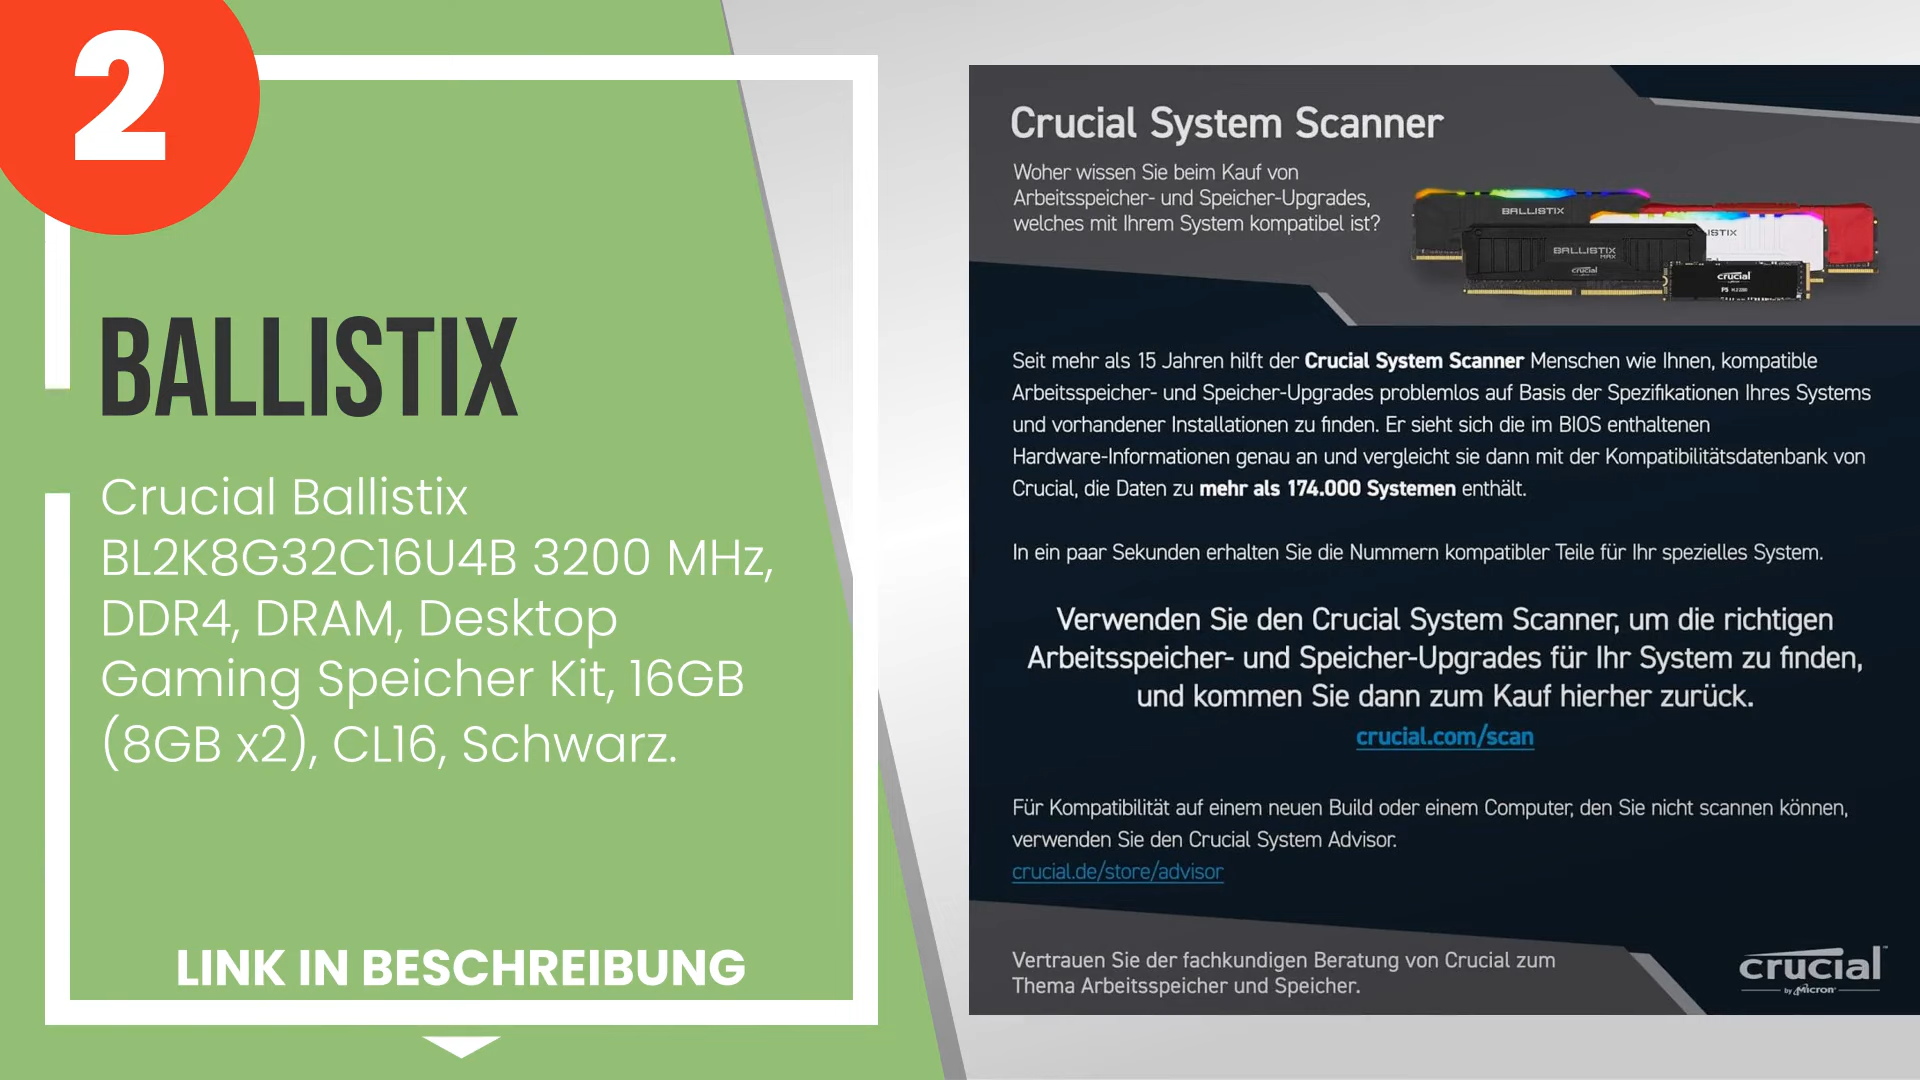 2
BALLISTIX
Crucial Ballistix
BL2K8G32C16U4B 3200 MHz,
DDR4, DRAM, Desktop
Gaming Speicher Kit, 16GB
(8GB x2), CL16, Schwarz.
LINK IN BESCHREIBUNG
Crucial System Scanner
Woher wissen Sie beim Kauf von
Arbeitsspeicher- und Speicher-Upgrades,
welches mit Ihrem System kompatibel ist?
BALLISTIX
BALLISTIX
MAX
crucial
ISTIX
crucial
P5
Seit mehr als 15 Jahren hilft der Crucial System Scanner Menschen wie Ihnen, kompatible
Arbeitsspeicher- und Speicher-Upgrades problemlos auf Basis der Spezifikationen Ihres Systems
und vorhandener Installationen zu finden. Er sieht sich die im BIOS enthaltenen
Hardware-Informationen genau an und vergleicht sie dann mit der Kompatibilitätsdatenbank von
Crucial, die Daten zu mehr als 174.000 Systemen enthält.
In ein paar Sekunden erhalten Sie die Nummern kompatibler Teile für Ihr spezielles System.
Verwenden Sie den Crucial System Scanner, um die richtigen
Arbeitsspeicher- und Speicher-Upgrades für Ihr System zu finden,
und kommen Sie dann zum Kauf hierher zurück.
crucial.com/scan
Für Kompatibilität auf einem neuen Build oder einem Computer, den Sie nicht scannen können,
verwenden Sie den Crucial System Advisor.
crucial.de/store/advisor
Vertrauen Sie der fachkundigen Beratung von Crucial zum
Thema Arbeitsspeicher und Speicher.
crucial
by Micron